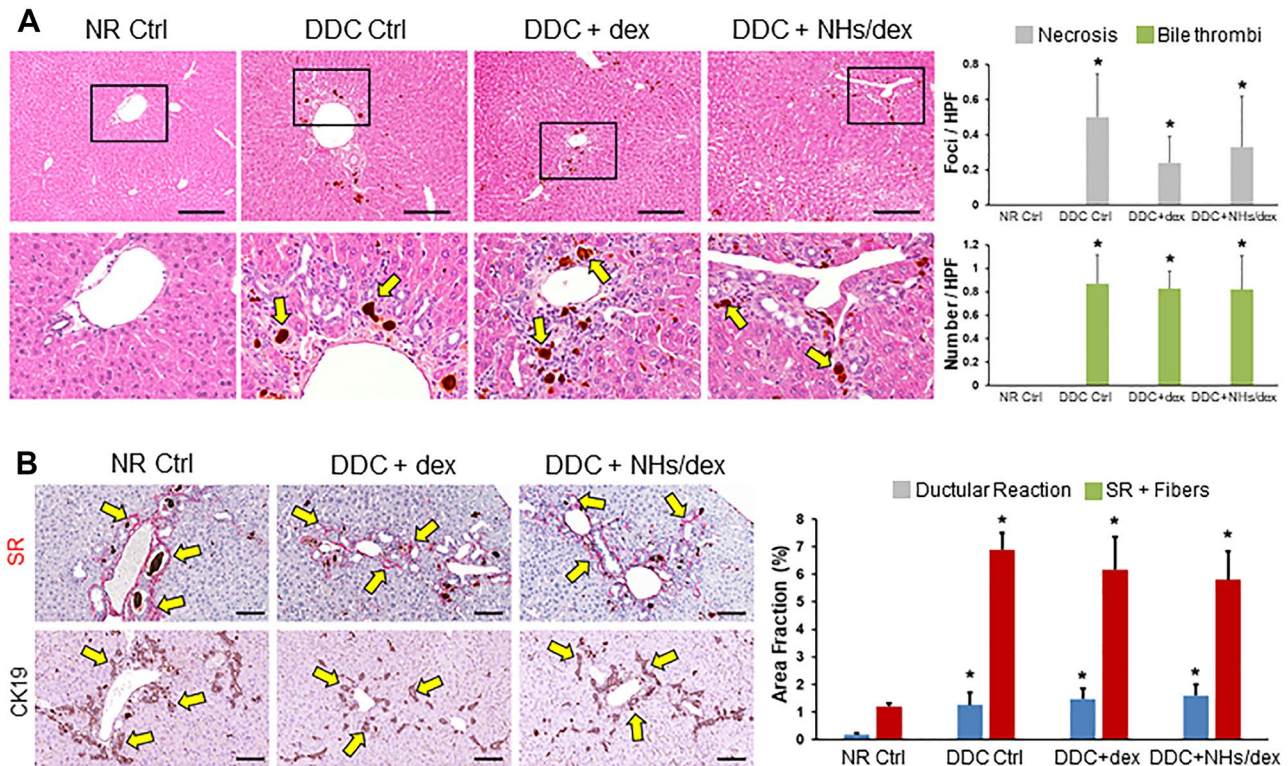 A
NR Ctrl
DDC Ctrl
DDC + dex
DDC + NHs/dex
Necrosis
Bile thrombi
0.8
0.6
0.4
0.2
0
Foci / HPF
*
*
*
NR Ctrl
DDC Ctrl
DDC+dex
DDC+NHs/dex
1.2
1
0.8
0.6
0.4
0.2
0
Number / HPF
*
*
*
NR Ctrl
DDC Ctrl
DDC+dex
DDC+NHs/dex
B
NR Ctrl
DDC + dex
DDC + NHs/dex
SR
CK19
Ductular Reaction
SR + Fibers
8
7
6
5
4
3
2
1
0
Area Fraction (%)
*
*
*
*
*
*
NR Ctrl
DDC Ctrl
DDC+dex
DDC+NHs/dex